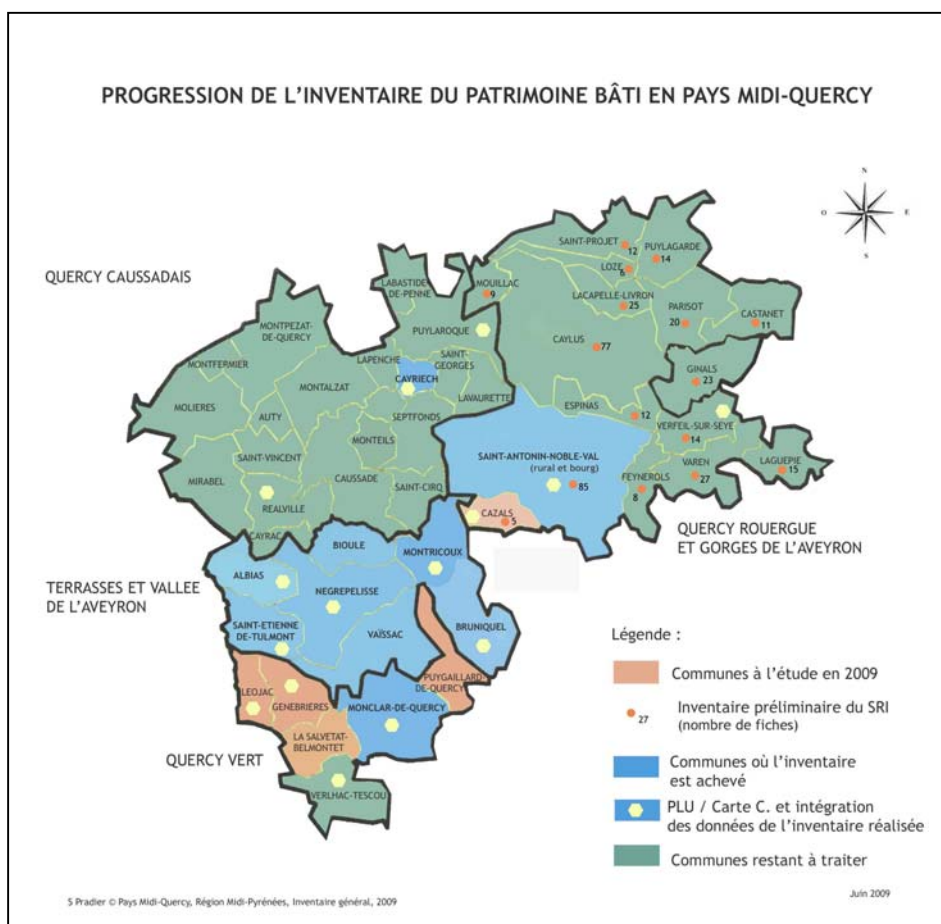 PROGRESSION DE L'INVENTAIRE DU PATRIMOINE BÂTI EN PAYS MIDI-QUERCY
N
O
E
S
QUERCY CAUSSADAIS
SAINT-PROJET
12
PUYLAGARDE
14
LOZE
6
LABASTIDE-
DE-PENNE
MOUILLAC
9
LACAPELLE-LIVRON
25
PARISOT
20
CASTANET
11
MONTPEZAT-
DE-QUERCY
PUYLAROQUE
CAYLUS
77
MONTFERMIER
LAPENCHE
SAINT-
GEORGES
GINALS
23
CAYRIECH
MONTALZAT
MOLIERES
LAVAURETTE
ESPINAS
12
AUTY
SEPTFONDS
VERFEIL-SUR-SEYE
14
MONTEILS
SAINT-VINCENT
SAINT-ANTONIN-NOBLE-VAL
(rural et bourg)
85
VAREN
27
LAGUEPIE
15
FEYNEROLS
8
MIRABEL
CAUSSADE
SAINT-CIRQ
REALVILLE
CAZALS
5
QUERCY ROUERGUE
ET GORGES DE L'AVEYRON
CAYRAC
BIOULE
MONTRICOUX
ALBIAS
TERRASSES ET VALLEE
DE L'AVEYRON
NEGREPELISSE
SAINT-ETIENNE
DE-TULMONT
VAÏSSAC
BRUNIQUEL
PUYGAILLARD-
DE-QUERCY
LEOJAC
GENEBRIERES
MONCLAR-DE-QUERCY
LA SALVETAT-
BELMONTET
QUERCY VERT
VERLHAC-TESCOU
Légende :
Communes à l'étude en 2009
27
Inventaire préliminaire du SRI
(nombre de fiches)
Communes où l'inventaire
est achevé
PLU / Carte C. et intégration
des données de l'inventaire réalisée
Communes restant à traiter
S Pradier © Pays Midi-Quercy, Région Midi-Pyrénées, Inventaire général, 2009
Juin 2009